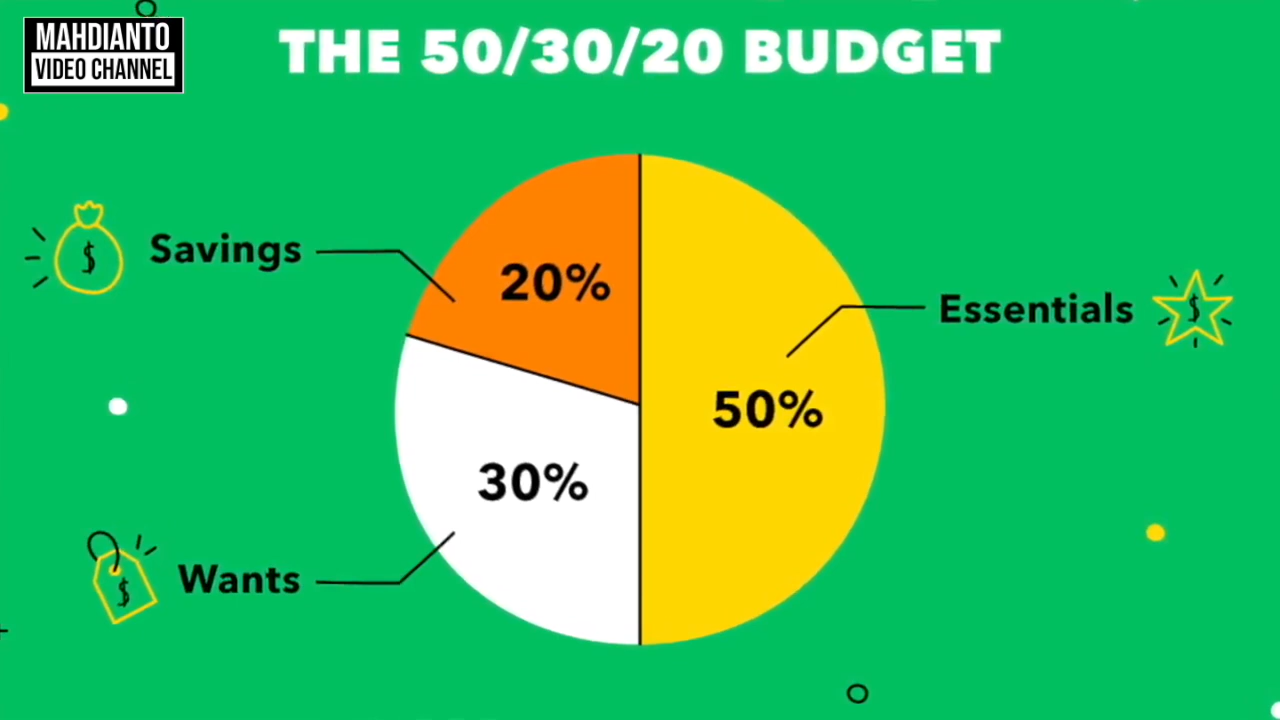 MAHDIANTO
VIDEO CHANNEL
THE 50/30/20 BUDGET
$ Savings
20%
Essentials $
50%
30%
$ Wants